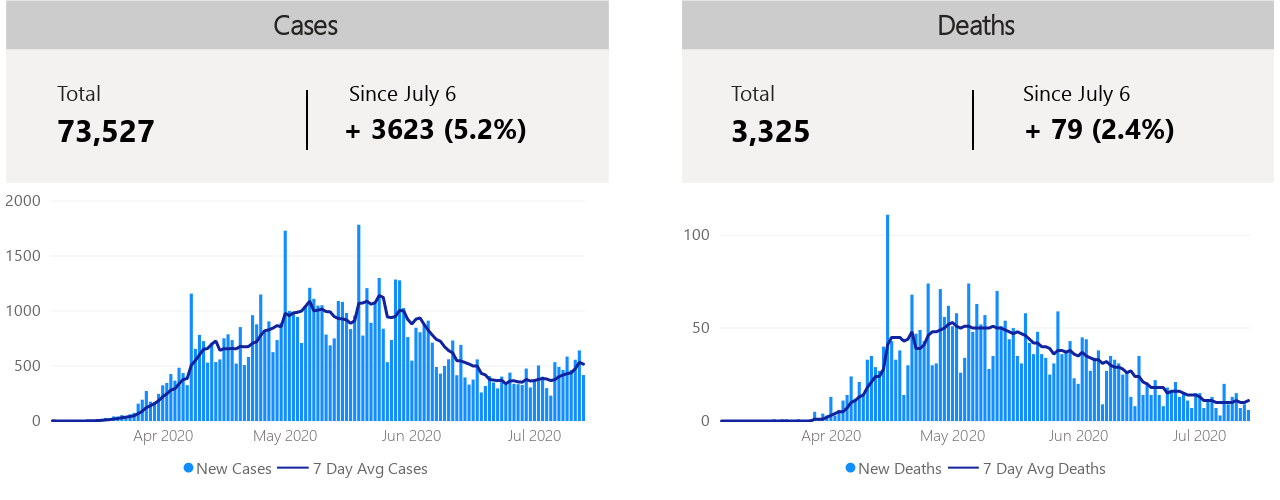 Cases
Total
73,527
Since July 6
+ 3623 (5.2%)
2000
1500
1000
500
0
Apr 2020
May 2020
Jun 2020
Jul 2020
New Cases
7 Day Avg Cases
Deaths
Total
3,325
Since July 6
+ 79 (2.4%)
100
50
0
Apr 2020
May 2020
Jun 2020
Jul 2020
New Deaths
7 Day Avg Deaths